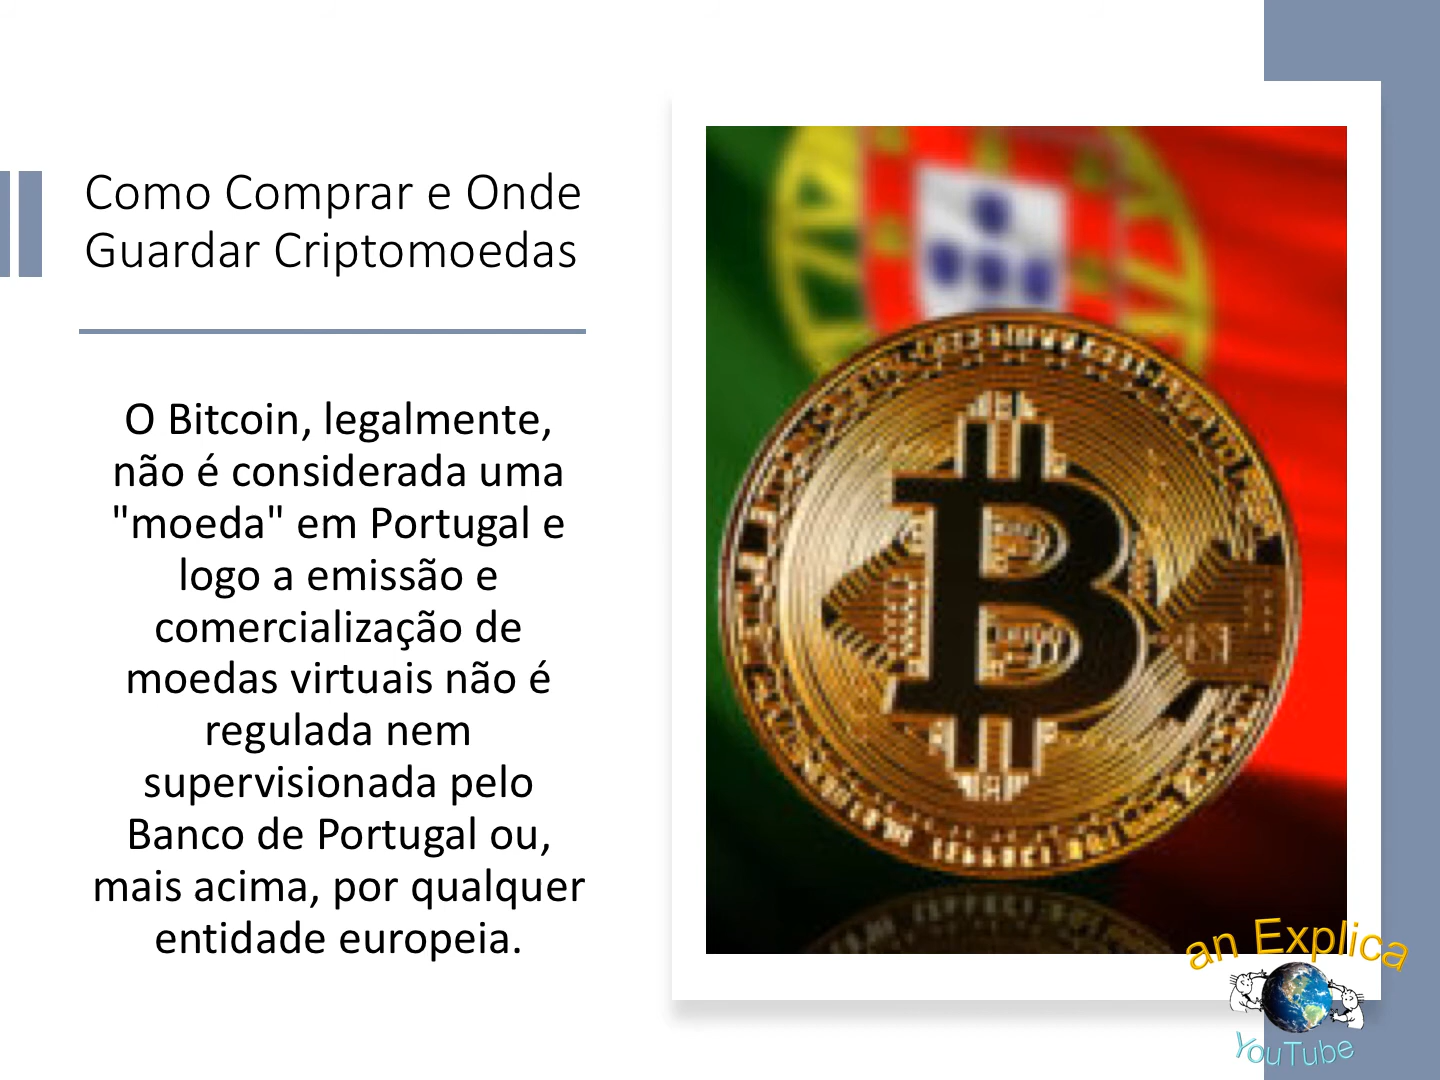 Como Comprar e Onde
Guardar Criptomoedas
O Bitcoin, legalmente,
não é considerada uma
"moeda" em Portugal e
logo a emissão e
comercialização de
moedas virtuais não é
regulada nem
supervisionada pelo
Banco de Portugal ou,
mais acima, por qualquer
entidade europeia.
an Explica
YouTube